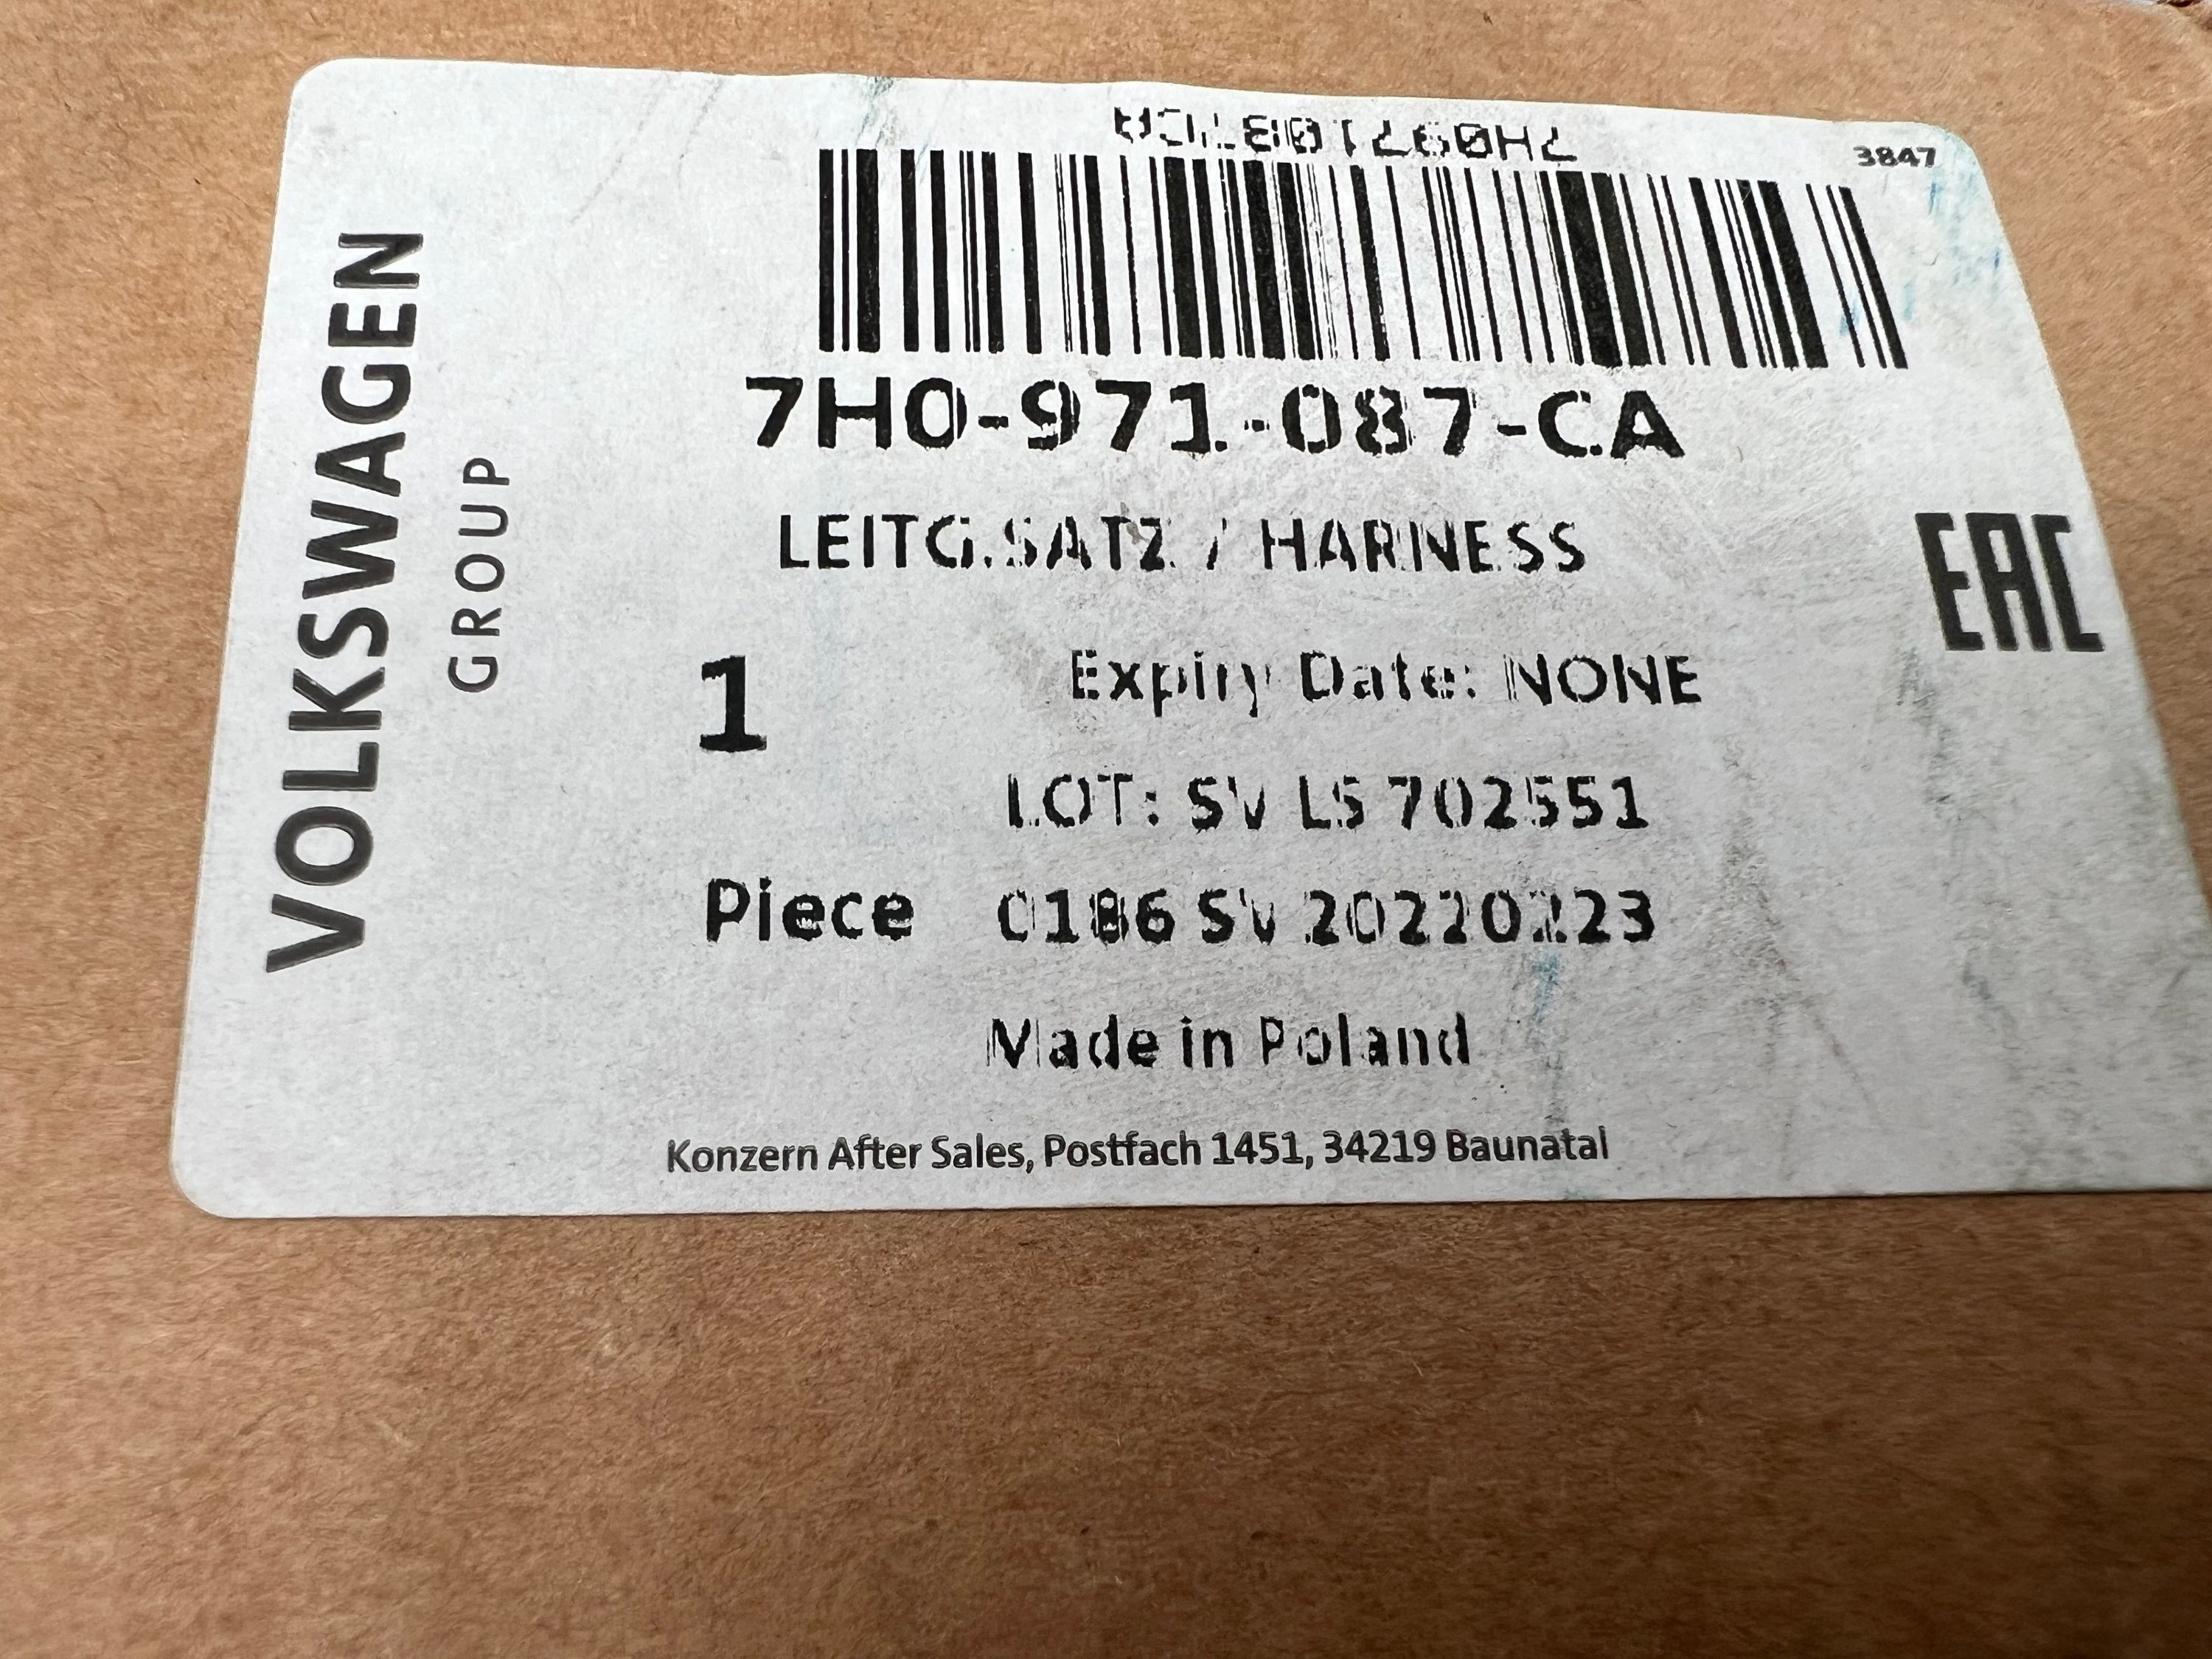 7H0971087CA
3847
7H0-971-087-CA
LEITG.SATZ / HARNESS
EAC
1
Expiry Date: NONE
LOT: SV LS 702551
Piece 0186 SV 20220223
Made in Poland
Konzern After Sales, Postfach 1451, 34219 Baunatal
VOLKSWAGEN
GROUP